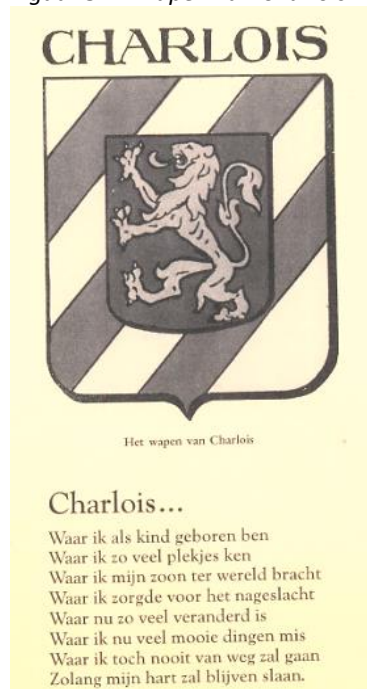 CHARLOIS
Het wapen van Charlois
Charlois...
Waar ik als kind geboren ben
Waar ik zo veel plekjes ken
Waar ik mijn zoon ter wereld bracht
Waar ik zorgde voor het nageslacht
Waar nu zo veel veranderd is
Waar ik nu veel mooie dingen mis
Waar ik toch nooit van weg zal gaan
Zolang mijn hart zal blijven slaan.